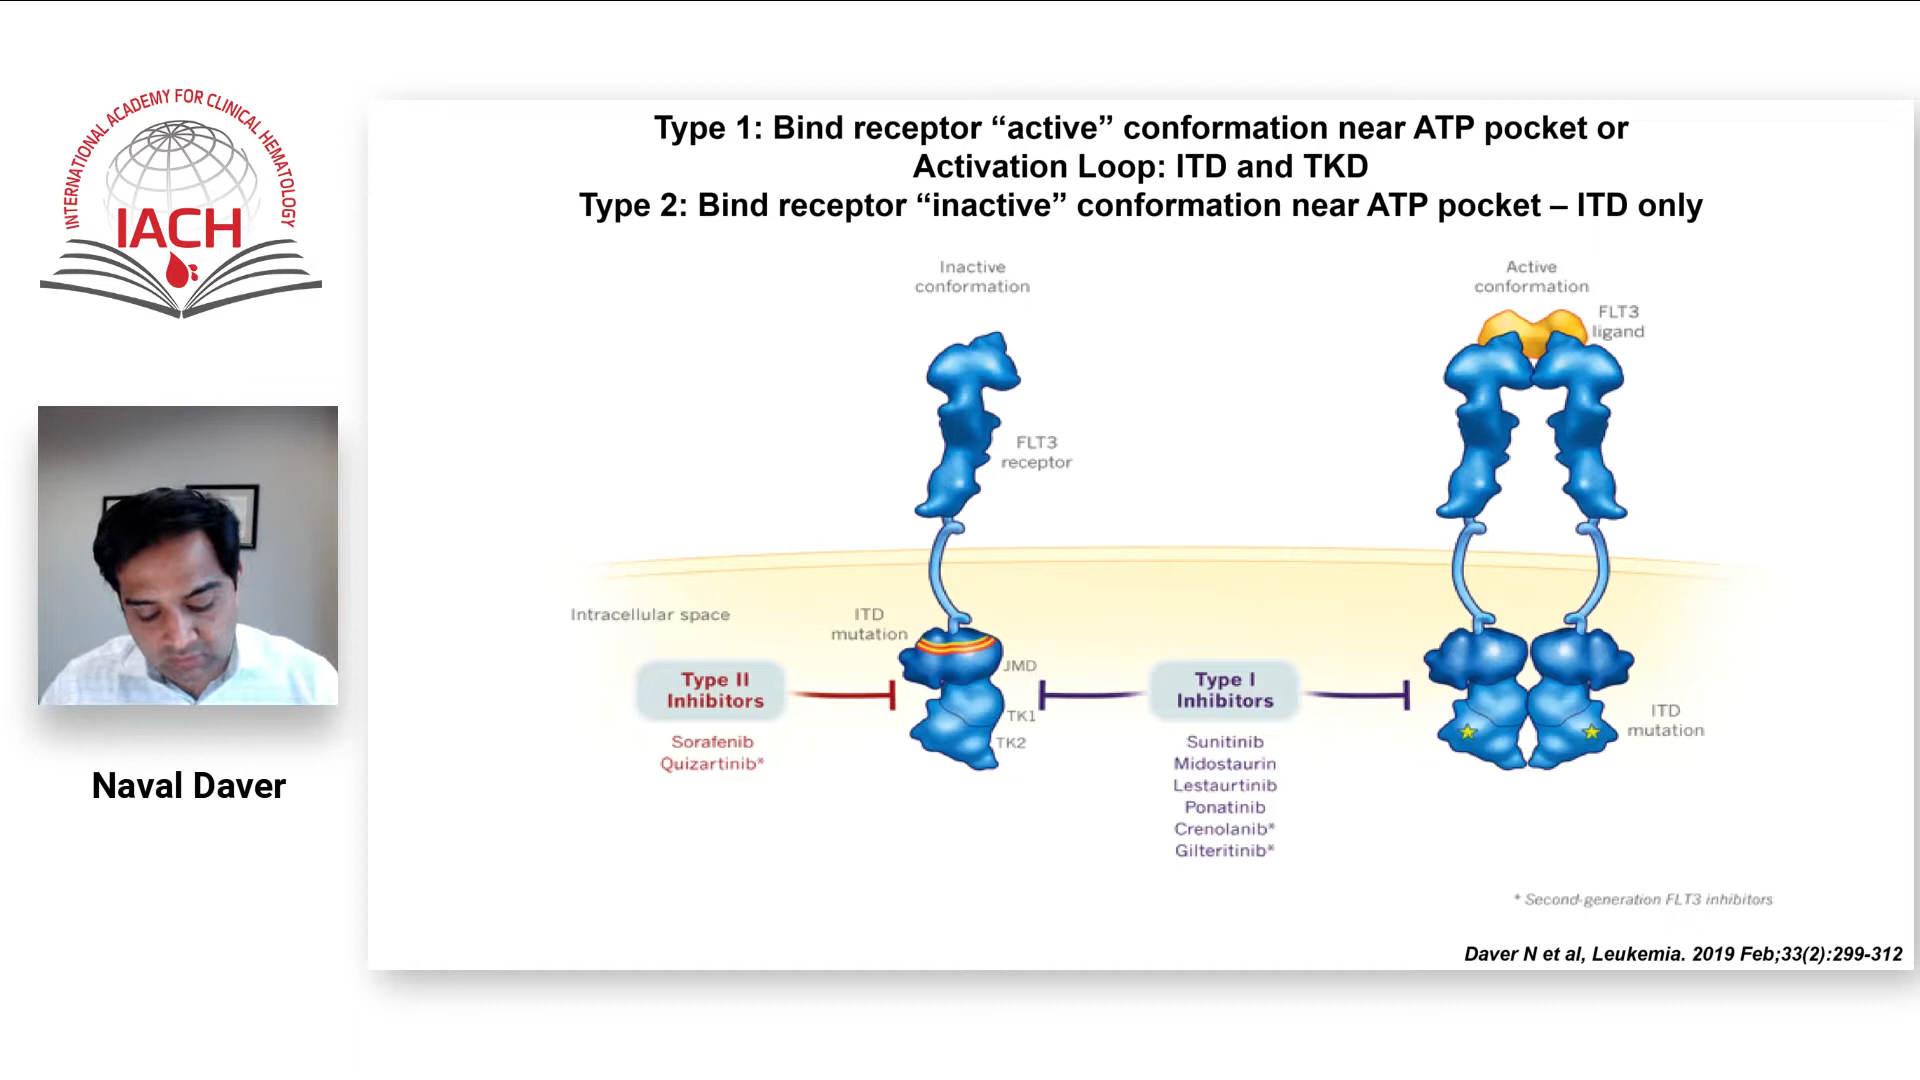 INTERNATIONAL ACADEMY FOR CLINICAL HEMATOLOGY
IACH
Naval Daver
Type 1: Bind receptor “active” conformation near ATP pocket or
Activation Loop: ITD and TKD
Type 2: Bind receptor “inactive” conformation near ATP pocket – ITD only
Inactive
conformation
Active
conformation
FLT3
ligand
FLT3
receptor
Intracellular space
ITD
mutation
JMD
TK1
TK2
Type II
Inhibitors
Sorafenib
Quizartinib*
Type I
Inhibitors
Sunitinib
Midostaurin
Lestaurtinib
Ponatinib
Crenolanib*
Gilteritinib*
ITD
mutation
* Second-generation FLT3 inhibitors
Daver N et al, Leukemia. 2019 Feb;33(2):299-312